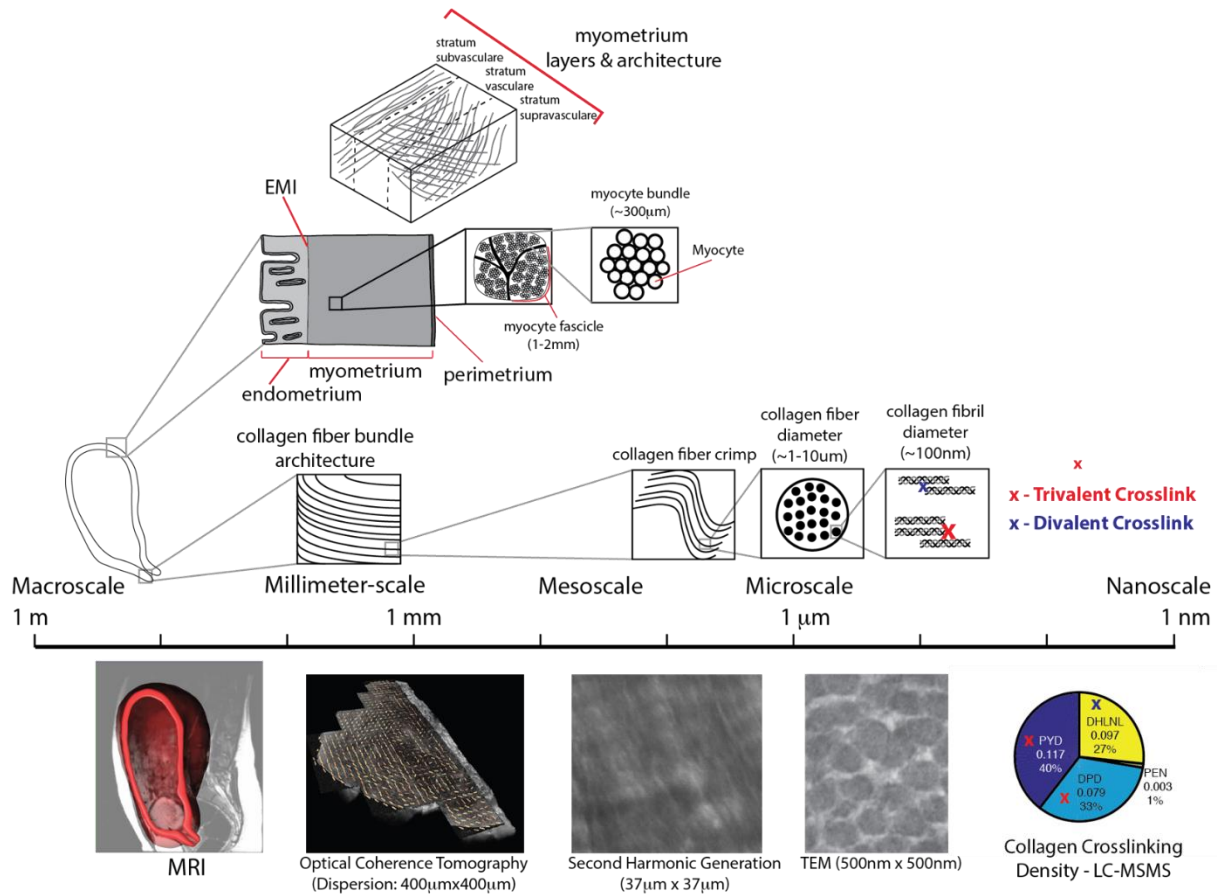 myometrium
layers & architecture
stratum
subvasculare
stratum
vasculare
stratum
supravasculare
EMI
myocyte bundle
(~300μm)
Myocyte
myocyte fascicle
(1-2mm)
myometrium
perimetrium
endometrium
collagen fiber bundle
architecture
collagen fiber crimp
collagen fiber
diameter
(~1-10um)
collagen fibril
diameter
(~100nm)
x
x - Trivalent Crosslink
x - Divalent Crosslink
x
x
Macroscale
Millimeter-scale
Mesoscale
Microscale
Nanoscale
1 m
1 mm
1 μm
1 nm
MRI
Optical Coherence Tomography
(Dispersion: 400μmx400μm)
Second Harmonic Generation
(37μm x 37μm)
TEM (500nm x 500nm)
x
DHLNL
0.097
27%
x PYD
0.117
40%
PEN
0.003
1%
x DPD
0.079
33%
Collagen Crosslinking
Density - LC-MSMS